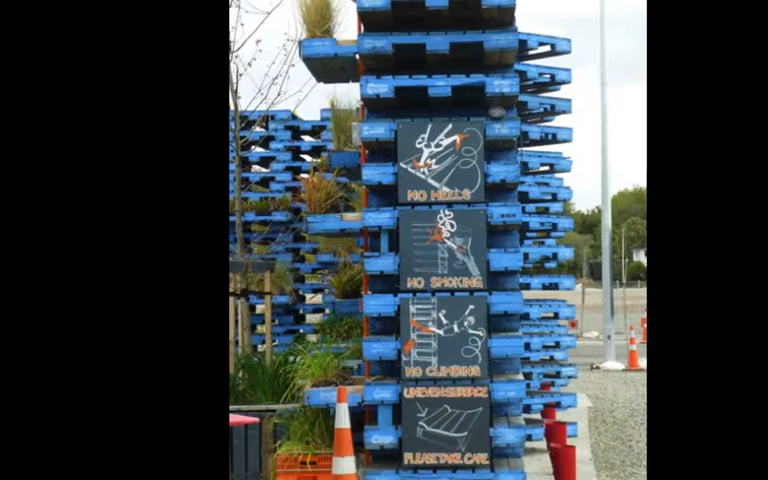 NO HEELS
NO SMOKING
NO CLIMBING
UNEVEN SURFACE
PLEASE TAKE CARE